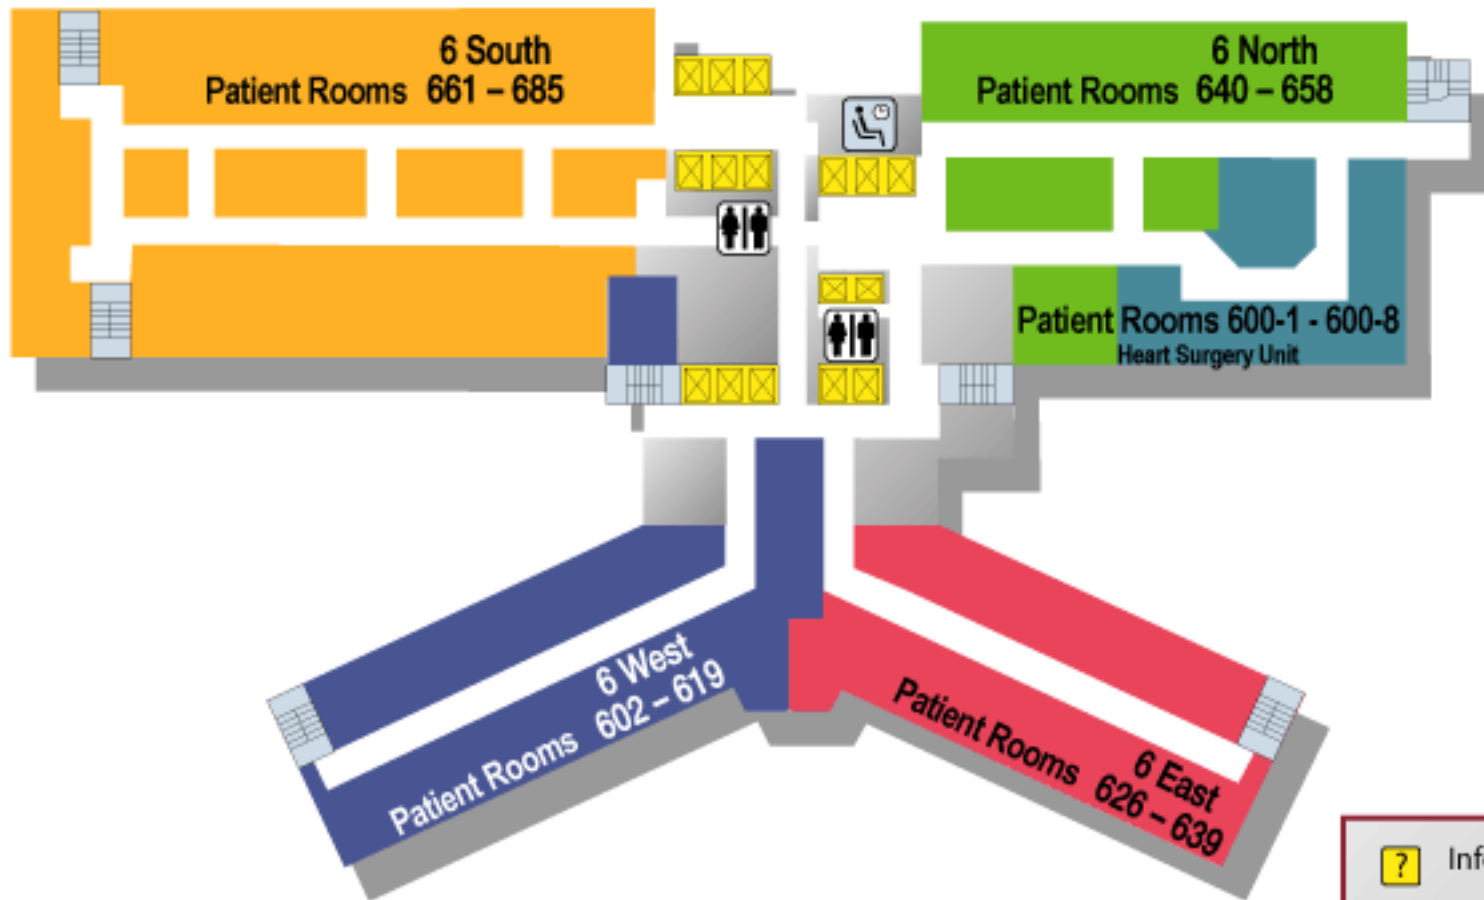 6 South
Patient Rooms 661 – 685
6 North
Patient Rooms 640 – 658
Patient Rooms 600-1 - 600-8
Heart Surgery Unit
6 West
Patient Rooms 602 – 619
6 East
Patient Rooms 626 – 639
?